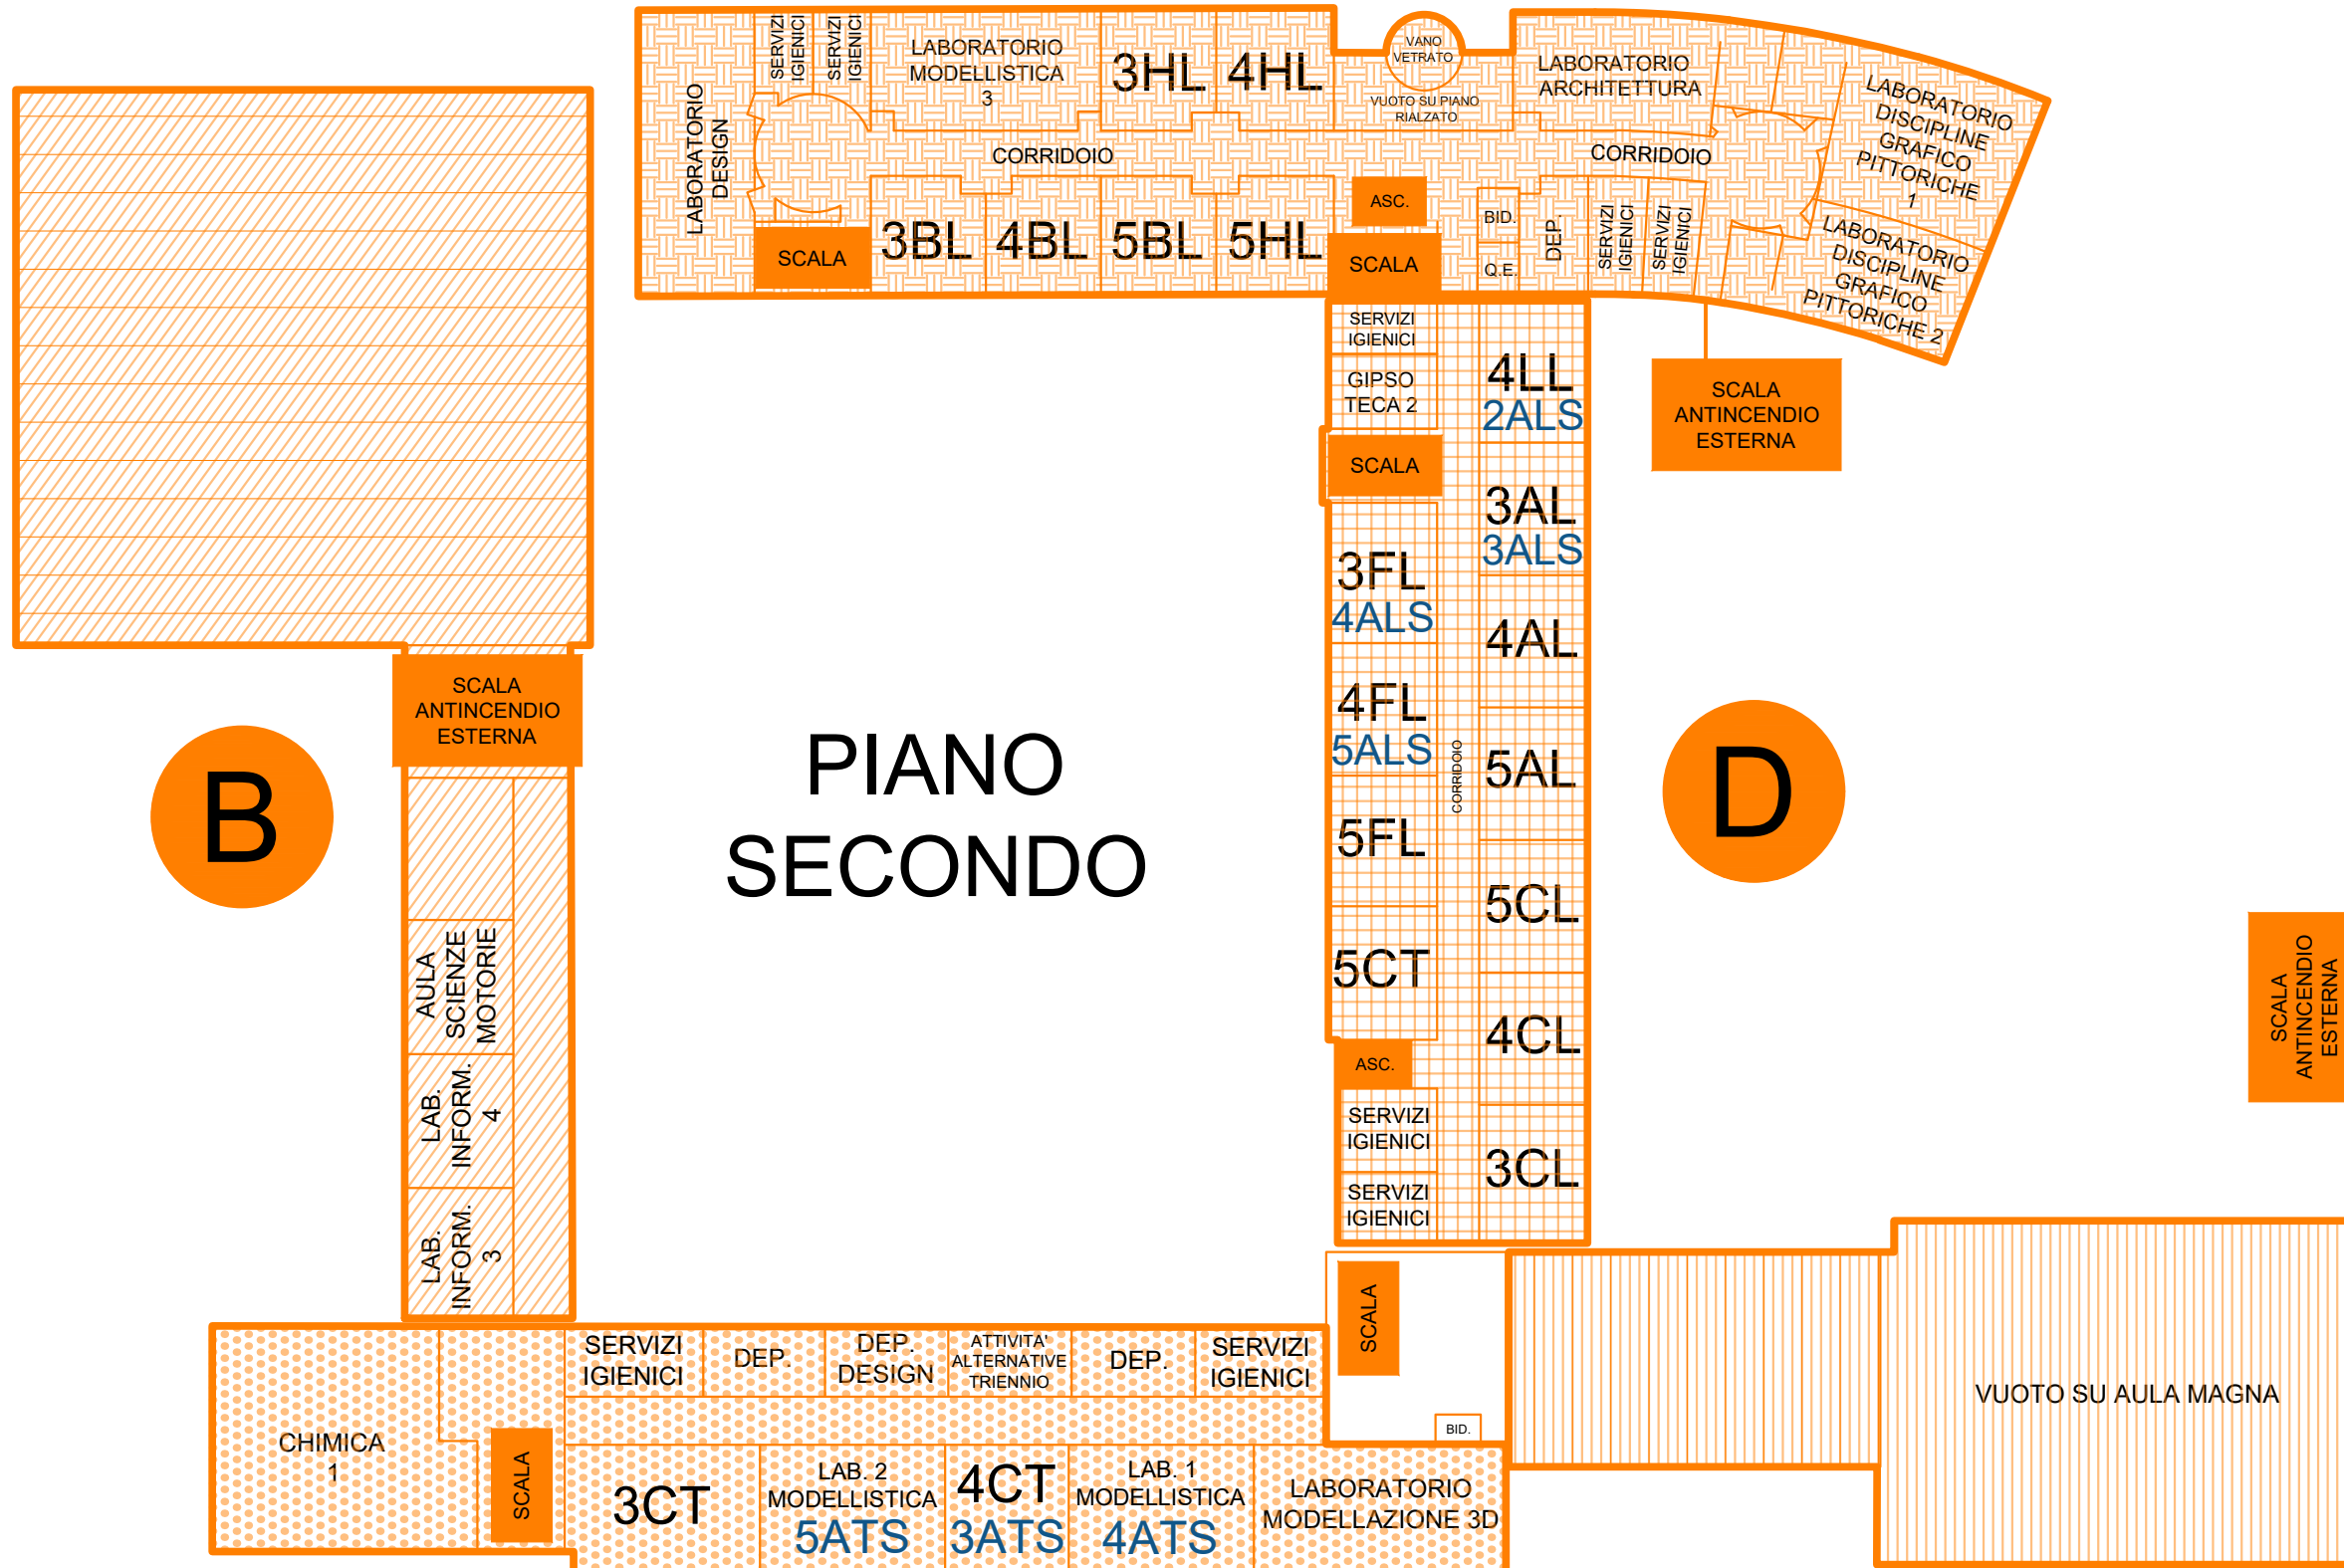 SERVIZI
IGIENICI
SERVIZI
IGIENICI
LABORATORIO
MODELLISTICA
3
3HL
4HL
VANO
VETRATO
VUOTO SU PIANO
RIALZATO
LABORATORIO
ARCHITETTURA
LABORATORIO
DISCIPLINE
GRAFICO
PITTORICHE
1
LABORATORIO
DESIGN
CORRIDOIO
CORRIDOIO
SCALA
3BL
4BL
5BL
5HL
ASC.
SCALA
BID.
Q.E.
DEP.
SERVIZI
IGIENICI
SERVIZI
IGIENICI
LABORATORIO
DISCIPLINE
GRAFICO
PITTORICHE 2
SERVIZI
IGIENICI
GIPSO
TECA 2
SCALA
4LL
2ALS
SCALA
ANTINCENDIO
ESTERNA
3AL
3ALS
3FL
4ALS
4AL
4FL
5ALS
5AL
CORRIDOIO
5FL
5CL
5CT
4CL
ASC.
SERVIZI
IGIENICI
SERVIZI
IGIENICI
3CL
SCALA
ANTINCENDIO
ESTERNA
B
PIANO
SECONDO
D
SCALA
ANTINCENDIO
ESTERNA
AULA
SCIENZE
MOTORIE
LAB.
INFORM.
4
LAB.
INFORM.
3
SERVIZI
IGIENICI
DEP.
DEP.
DESIGN
ATTIVITA'
ALTERNATIVE
TRIENNIO
DEP.
SERVIZI
IGIENICI
SCALA
BID.
VUOTO SU AULA MAGNA
CHIMICA
1
SCALA
3CT
LAB. 2
MODELLISTICA
5ATS
4CT
3ATS
LAB. 1
MODELLISTICA
4ATS
LABORATORIO
MODELLAZIONE 3D